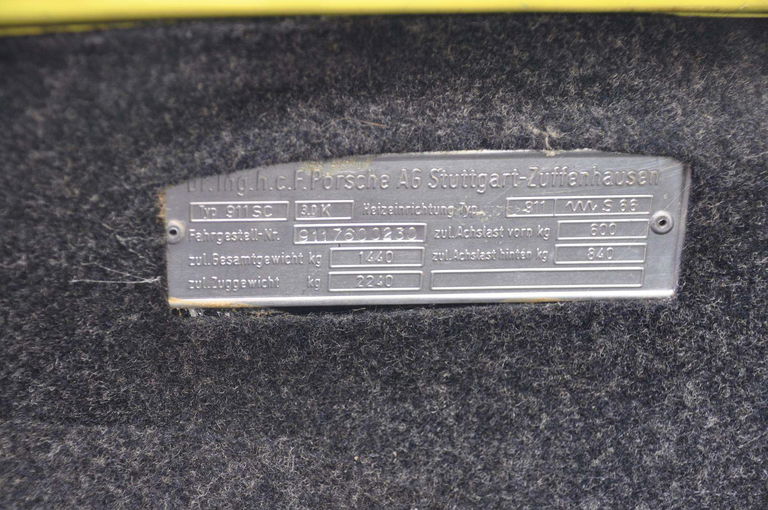 Dr. Ing. h. c. F. Porsche AG Stuttgart-Zuffenhausen
Typ 911SC 3.0K Heizeinrichtung Typ 911 S 66
Fahrgestell-Nr. 9117600230 zul. Achslast vorn kg 600
zul. Gesamtgewicht kg 1440 zul. Achslast hinten kg 840
zul. Zuggewicht kg 2240